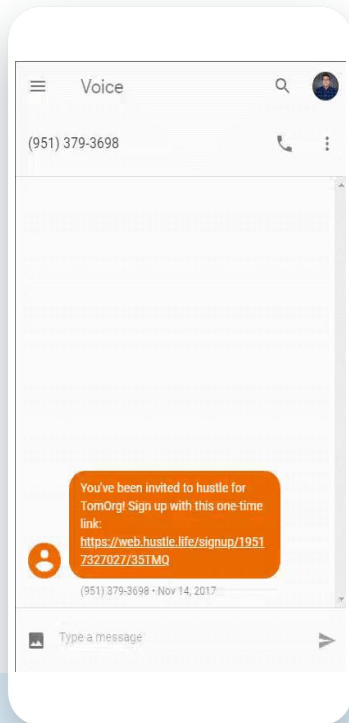 Voice
(951) 379-3698
You've been invited to hustle for
TomOrg! Sign up with this one-time
link:
https://web.hustle.life/signup/1951
7327027/35TMQ
(951) 379-3698 • Nov 14, 2017
Type a message